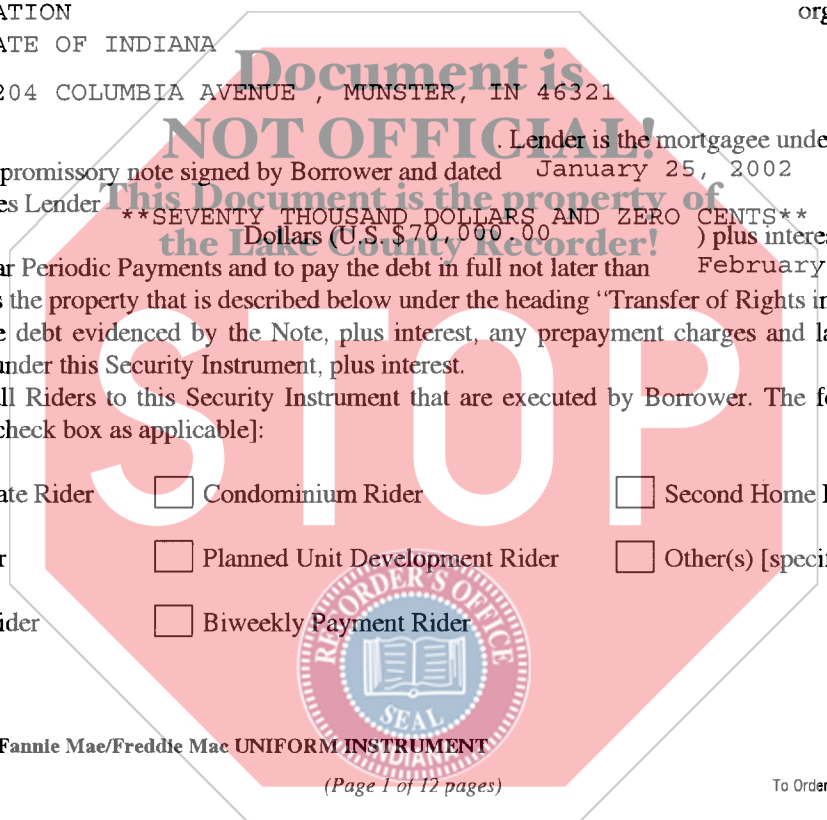 ATION org
ATE OF INDIANA
204 COLUMBIA AVENUE , MUNSTER, IN 46321
Document is
NOT OFFICIAL!
. Lender is the mortgagee unde
promissory note signed by Borrower and dated January 25, 2002
es Lender
This Document is the property of
**SEVENTY THOUSAND DOLLARS AND ZERO CENTS**
the Lake County Recorder!
Dollars (U.S. $70,000.00 ) plus interes
ar Periodic Payments and to pay the debt in full not later than February
s the property that is described below under the heading “Transfer of Rights in
e debt evidenced by the Note, plus interest, any prepayment charges and la
under this Security Instrument, plus interest.
ll Riders to this Security Instrument that are executed by Borrower. The fo
check box as applicable]:
STOP
ate Rider Condominium Rider Second Home R
r Planned Unit Development Rider Other(s) [speci
ider Biweekly Payment Rider
RECORDER'S OFFICE
SEAL
INDIANA
Fannie Mae/Freddie Mac UNIFORM INSTRUMENT
(Page 1 of 12 pages)
To Order